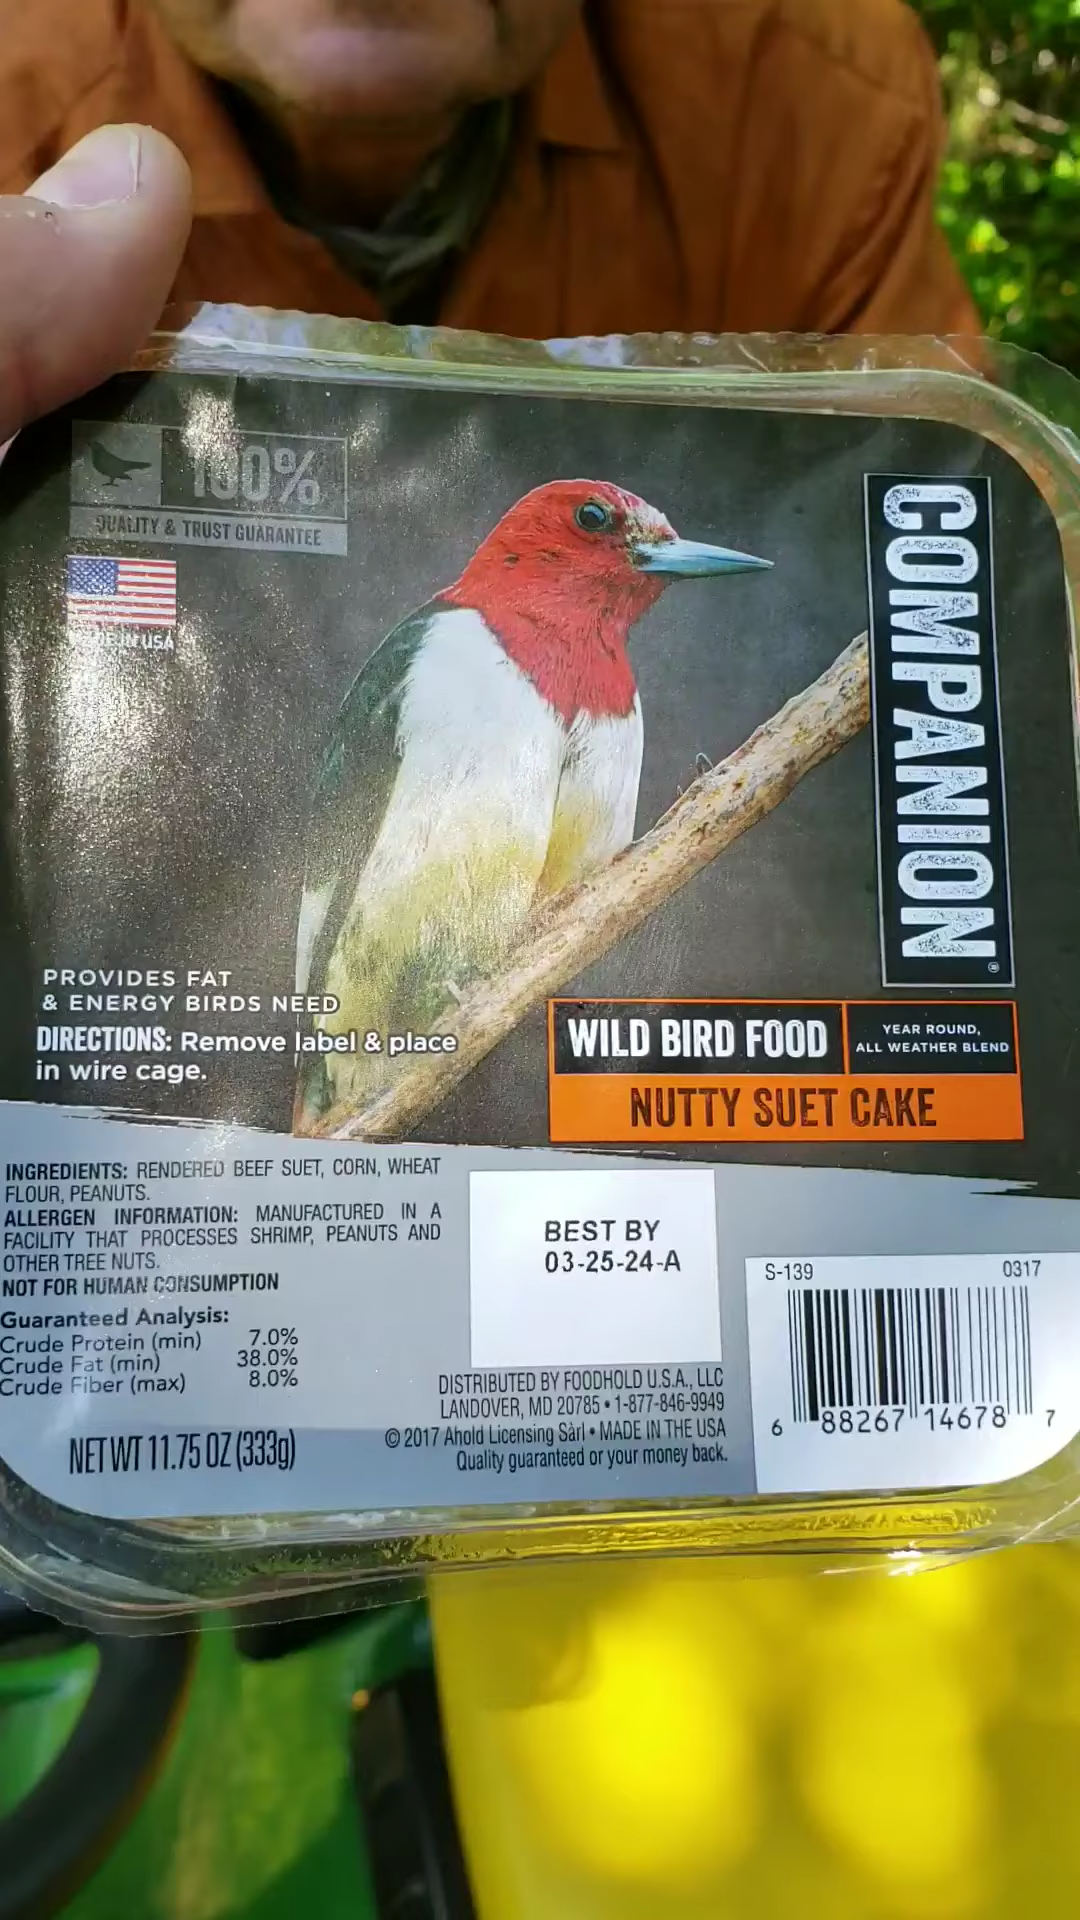 100%
QUALITY & TRUST GUARANTEE
MADE IN USA
COMPANION®
PROVIDES FAT
& ENERGY BIRDS NEED
DIRECTIONS: Remove label & place
in wire cage.
WILD BIRD FOOD
YEAR ROUND,
ALL WEATHER BLEND
NUTTY SUET CAKE
INGREDIENTS: RENDERED BEEF SUET, CORN, WHEAT
FLOUR, PEANUTS.
ALLERGEN INFORMATION: MANUFACTURED IN A
FACILITY THAT PROCESSES SHRIMP, PEANUTS AND
OTHER TREE NUTS.
NOT FOR HUMAN CONSUMPTION
Guaranteed Analysis:
Crude Protein (min) 7.0%
Crude Fat (min) 38.0%
Crude Fiber (max) 8.0%
NET WT 11.75 OZ (333g)
BEST BY
03-25-24-A
DISTRIBUTED BY FOODHOLD U.S.A., LLC
LANDOVER, MD 20785 • 1-877-846-9949
© 2017 Ahold Licensing Sàrl • MADE IN THE USA
Quality guaranteed or your money back.
S-139 0317
6 88267 14678 7